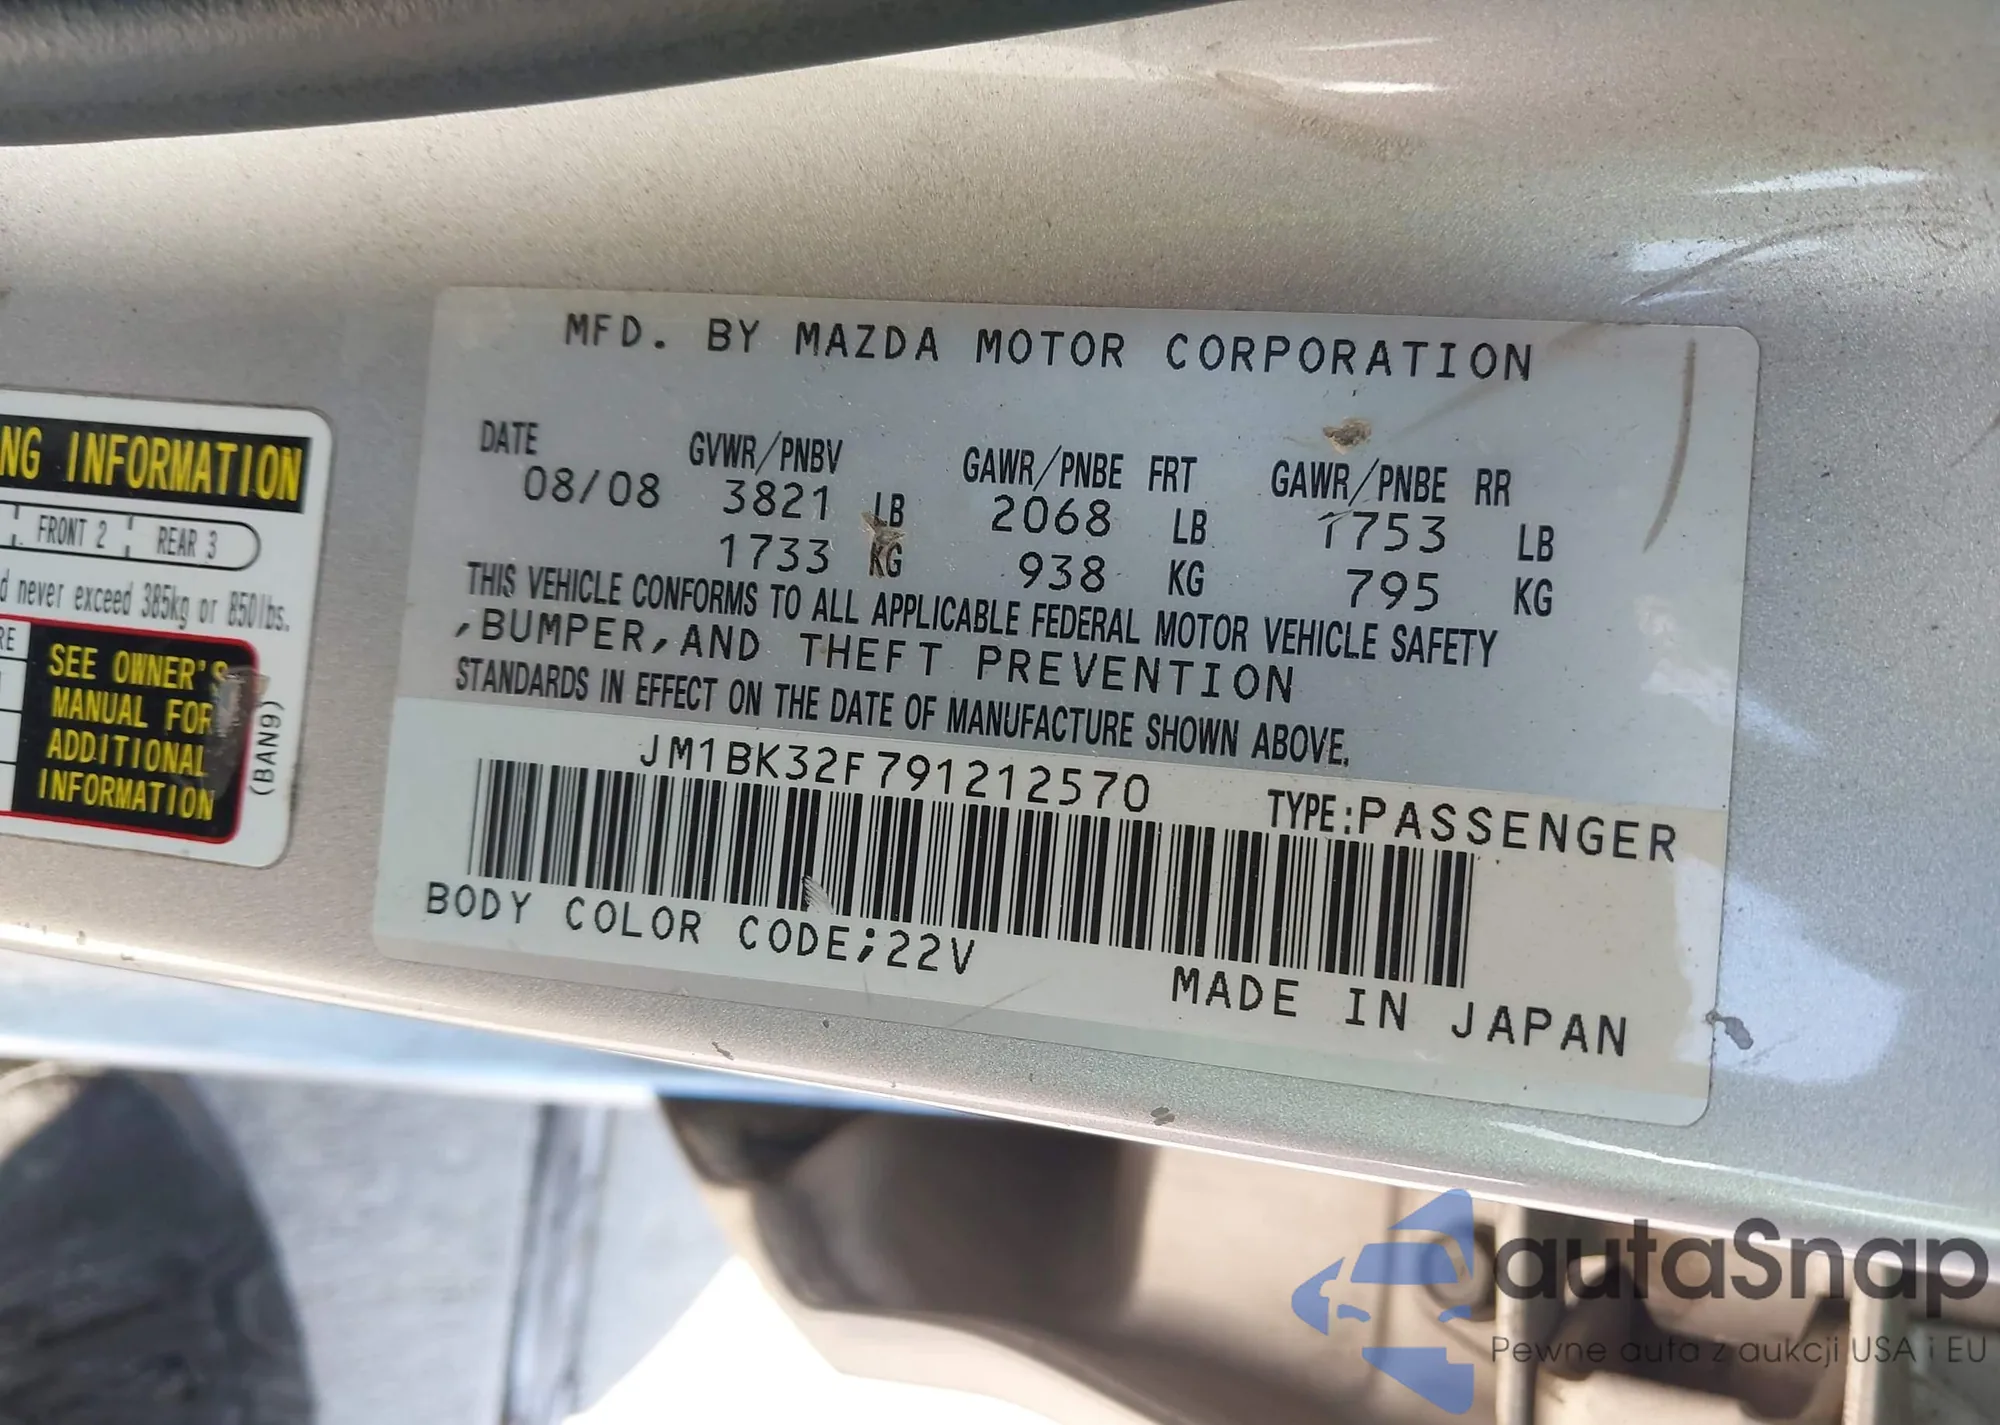 MFD. BY MAZDA MOTOR CORPORATION
DATE GVWR/PNBV GAWR/PNBE FRT GAWR/PNBE RR
08/08 3821 LB 2068 LB 1753 LB
1733 KG 938 KG 795 KG
THIS VEHICLE CONFORMS TO ALL APPLICABLE FEDERAL MOTOR VEHICLE SAFETY
,BUMPER,AND THEFT PREVENTION
STANDARDS IN EFFECT ON THE DATE OF MANUFACTURE SHOWN ABOVE.
JM1BK32F791212570 TYPE:PASSENGER
BODY COLOR CODE;22V
MADE IN JAPAN
NG INFORMATION
FRONT 2 REAR 3
d never exceed 385kg or 850lbs.
RE
SEE OWNER'S
MANUAL FOR
ADDITIONAL
INFORMATION
(BAN9)
autaSnap
Pewne auta z aukcji USA i EU